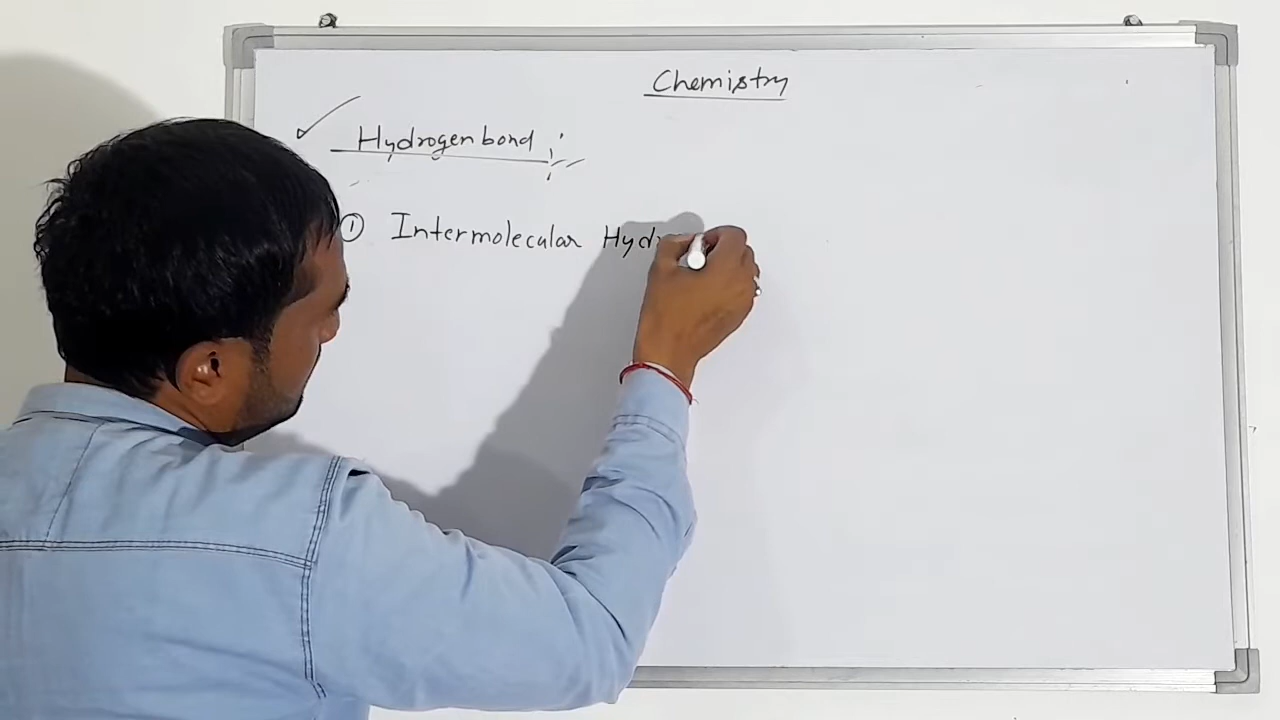 Chemistry
Hydrogen bond :
① Intermolecular Hyd